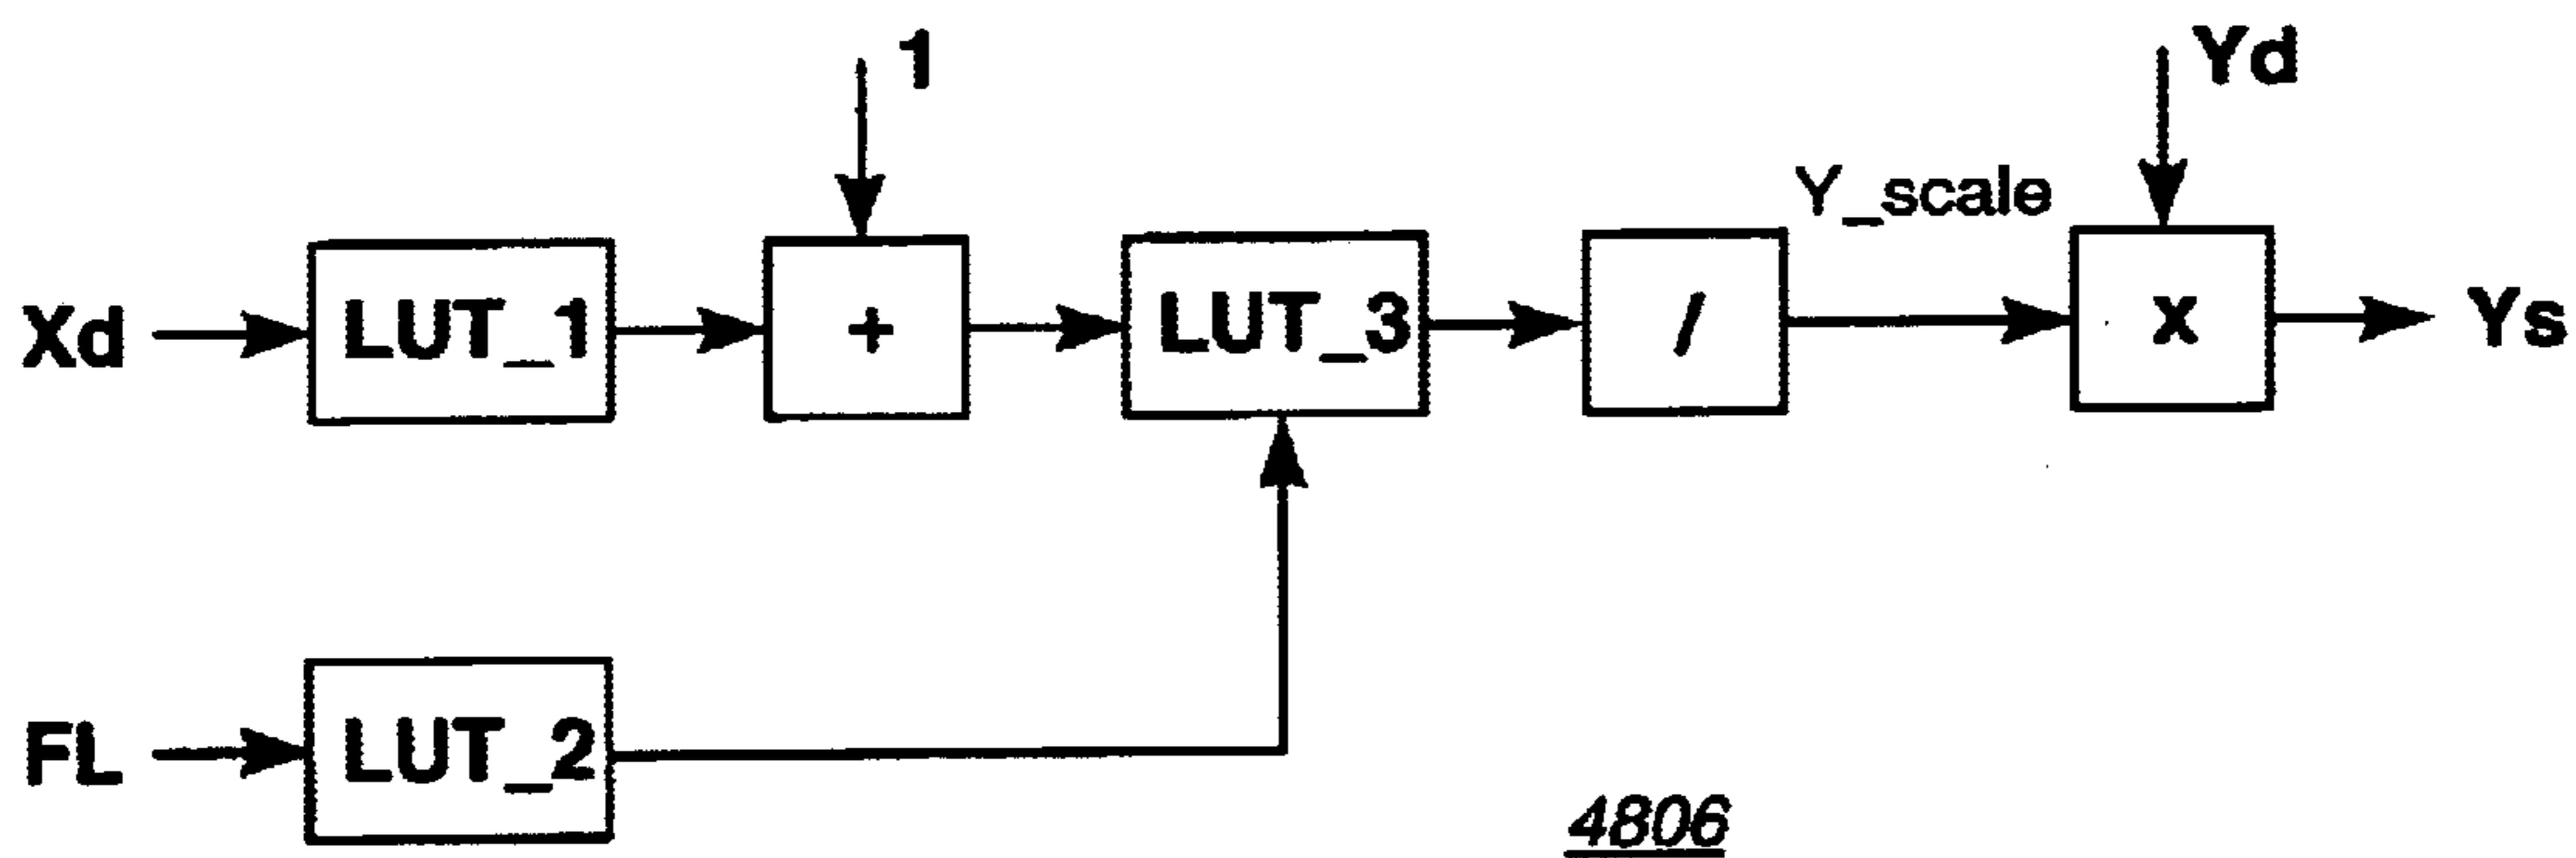 1
Yd
Y_scale
Xd
LUT_1
+
LUT_3
/
x
Ys
FL
LUT_2
4806